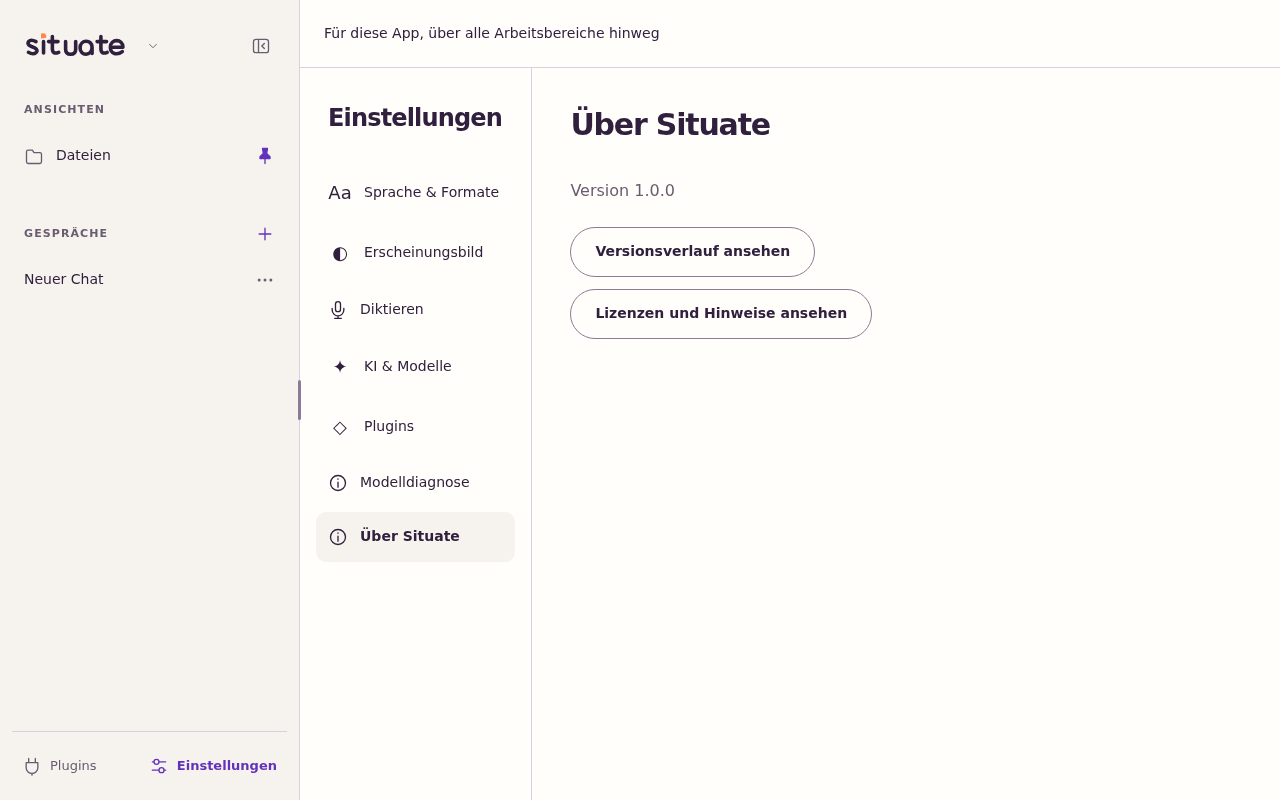 situate
ANSICHTEN
Dateien
GESPRÄCHE
Neuer Chat
Plugins
Einstellungen
Für diese App, über alle Arbeitsbereiche hinweg
Einstellungen
Aa Sprache & Formate
Erscheinungsbild
Diktieren
KI & Modelle
Plugins
Modelldiagnose
Über Situate
Über Situate
Version 1.0.0
Versionsverlauf ansehen
Lizenzen und Hinweise ansehen